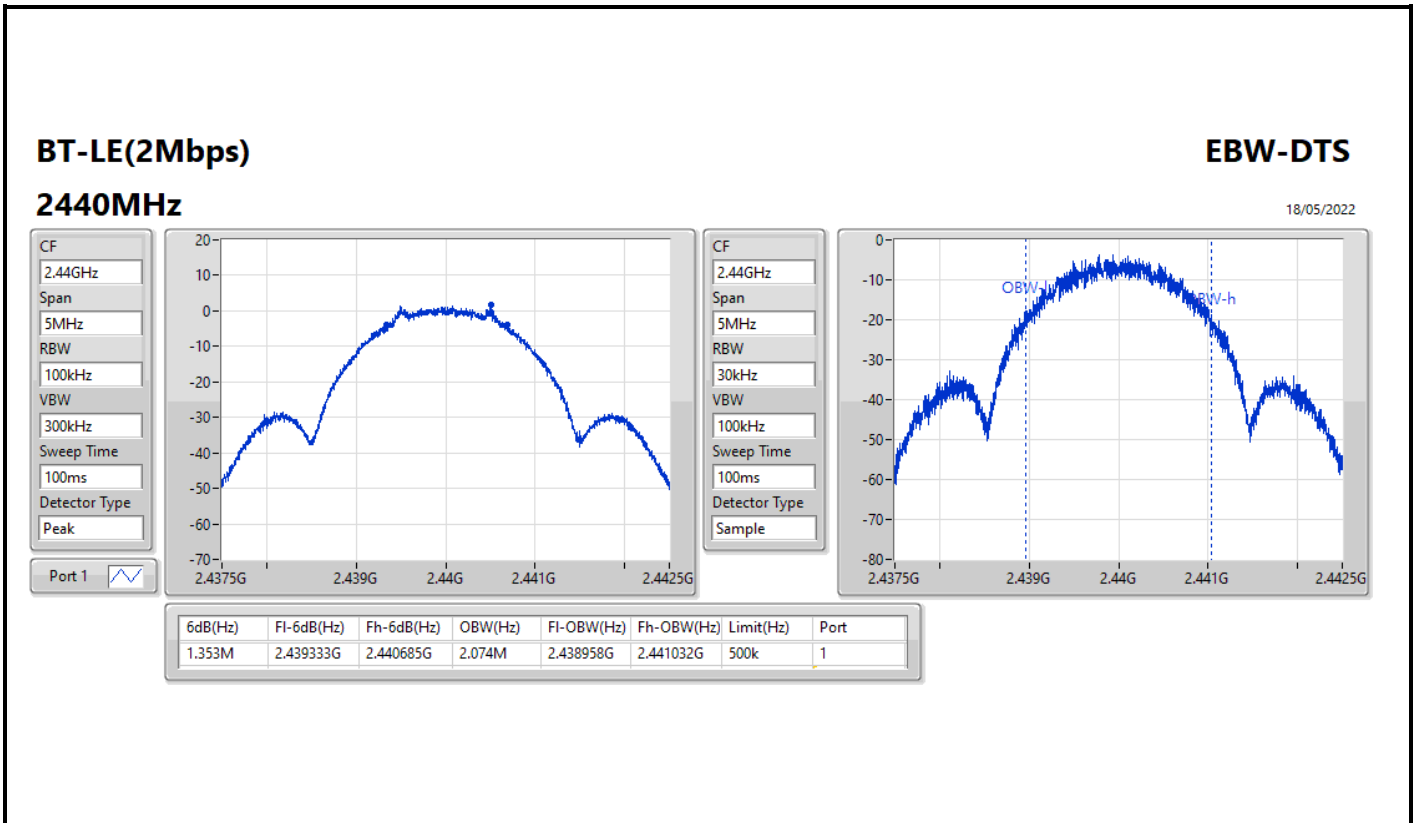 BT-LE(2Mbps)
EBW-DTS
2440MHz
18/05/2022
CF
2.44GHz
Span
5MHz
RBW
100kHz
VBW
300kHz
Sweep Time
100ms
Detector Type
Peak
Port 1
20
10
0
-10
-20
-30
-40
-50
-60
-70
2.4375G 2.439G 2.44G 2.441G 2.4425G
CF
2.44GHz
Span
5MHz
RBW
30kHz
VBW
100kHz
Sweep Time
100ms
Detector Type
Sample
0
-10
-20
-30
-40
-50
-60
-70
-80
2.4375G 2.439G 2.44G 2.441G 2.4425G
6dB(Hz) Fl-6dB(Hz) Fh-6dB(Hz) OBW(Hz) Fl-OBW(Hz) Fh-OBW(Hz) Limit(Hz) Port
1.353M 2.439333G 2.440685G 2.074M 2.438958G 2.441032G 500k 1